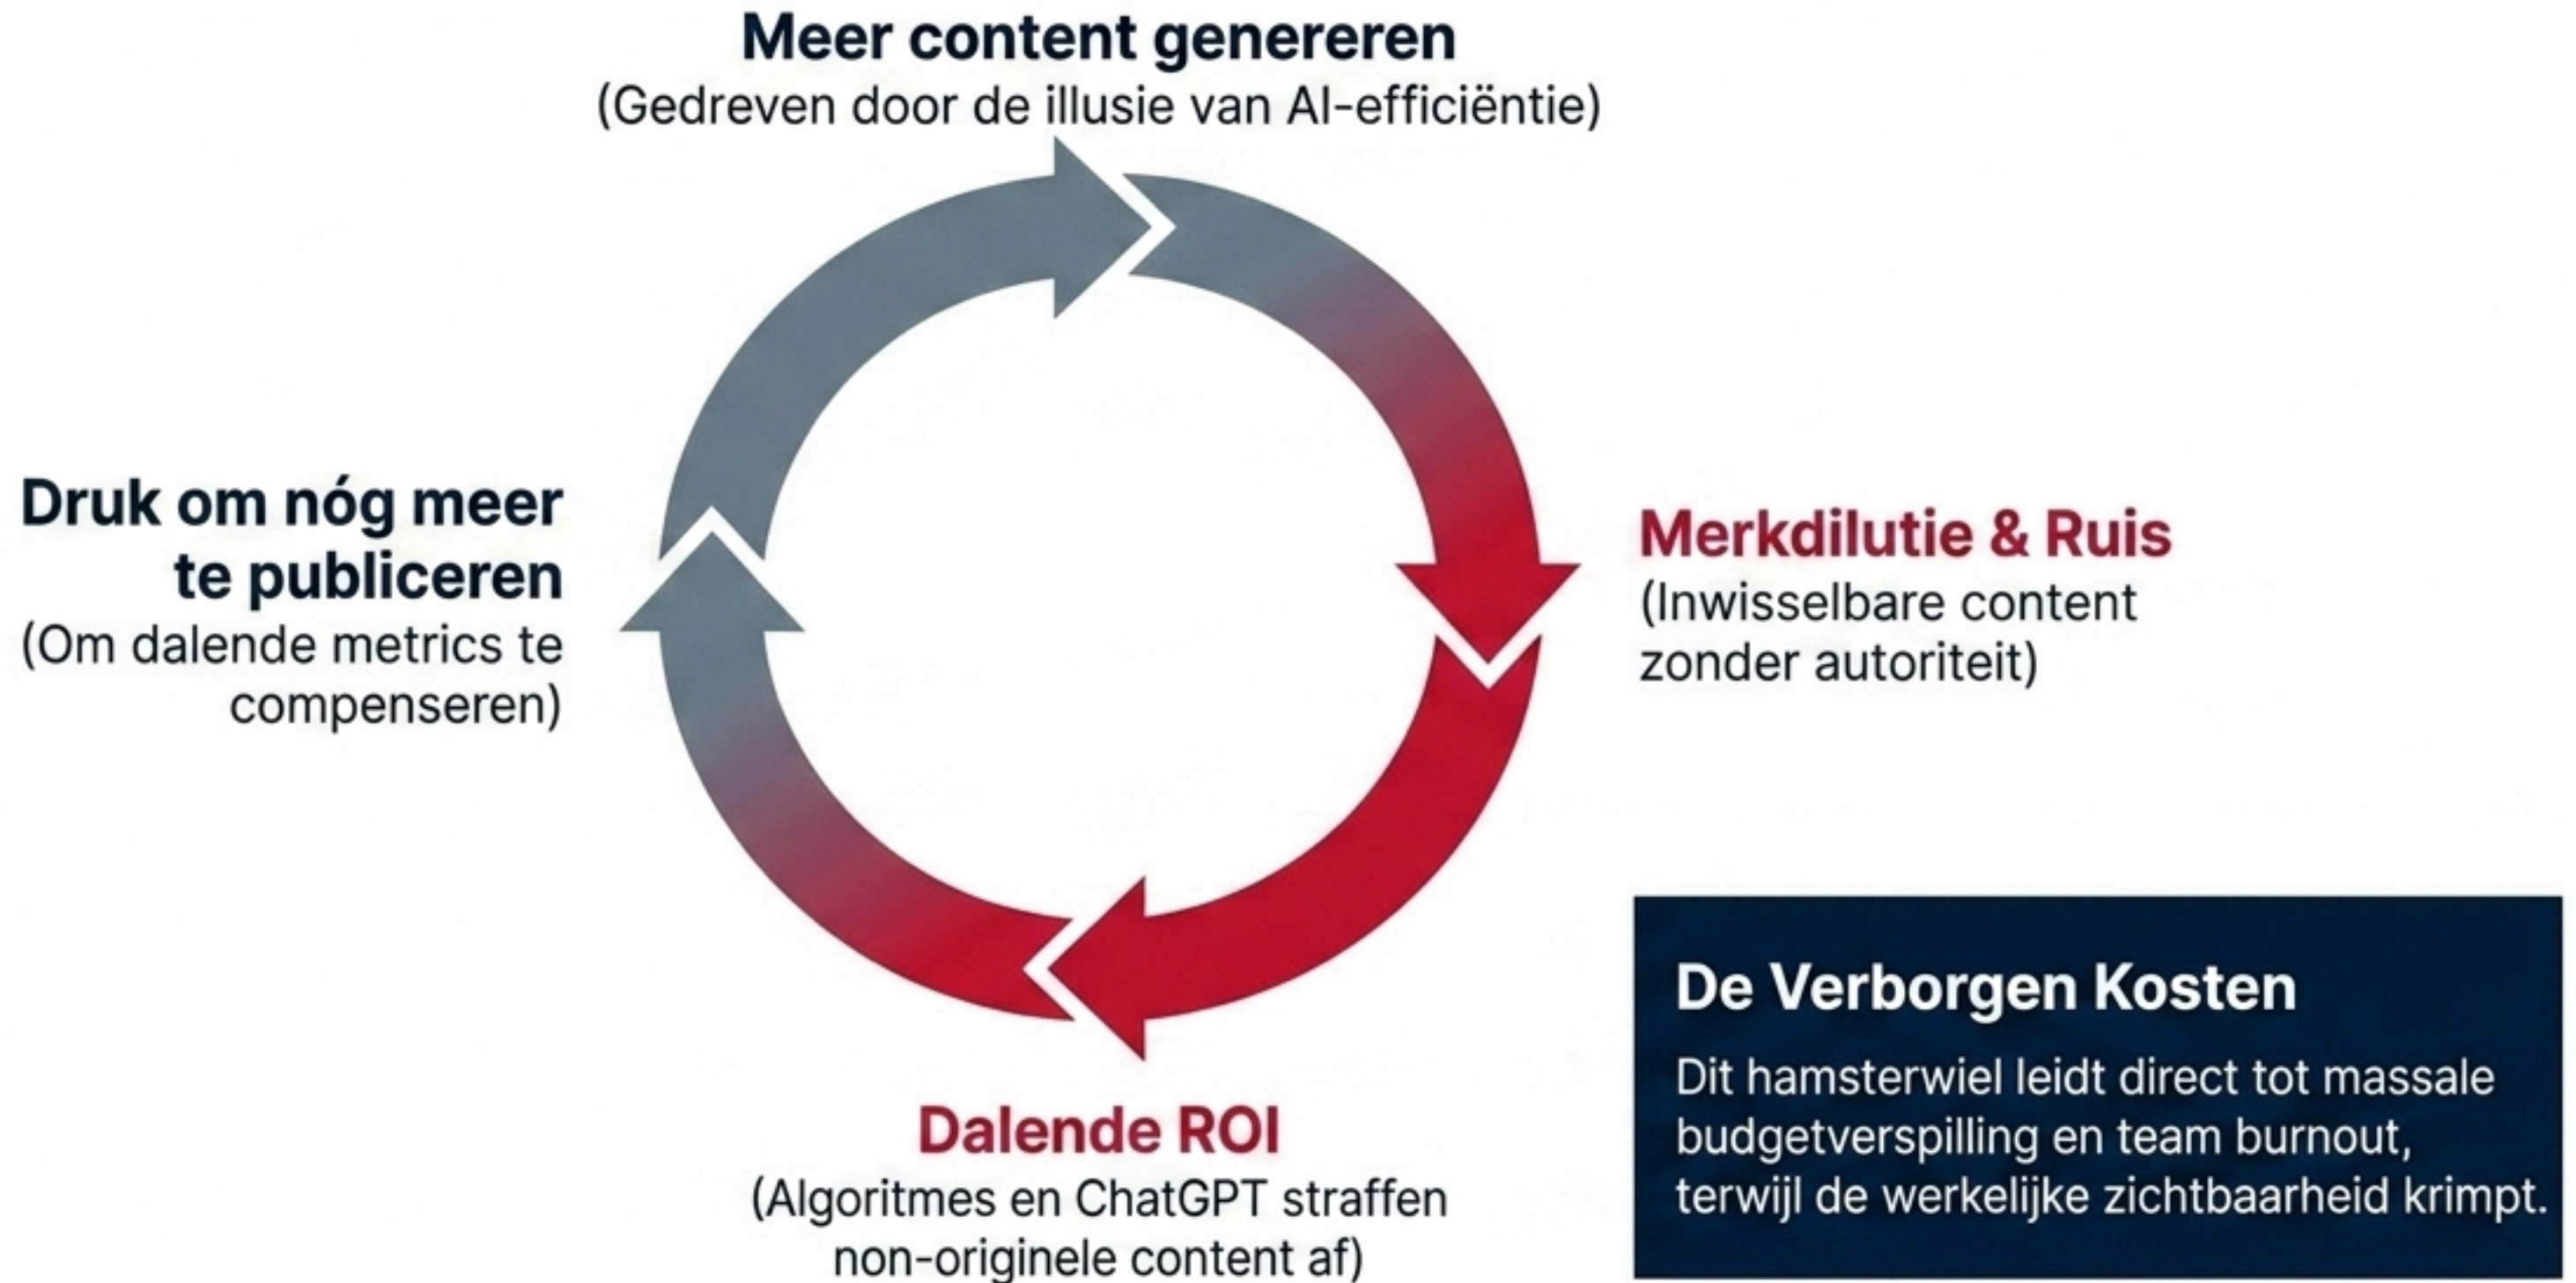 Meer content genereren
(Gedreven door de illusie van AI-efficiëntie)
Druk om nóg meer
te publiceren
(Om dalende metrics te
compenseren)
Merkdilutie & Ruis
(Inwisselbare content
zonder autoriteit)
Dalende ROI
(Algoritmes en ChatGPT straffen
non-originele content af)
De Verborgen Kosten
Dit hamsterwiel leidt direct tot massale
budgetverspilling en team burnout,
terwijl de werkelijke zichtbaarheid krimpt.